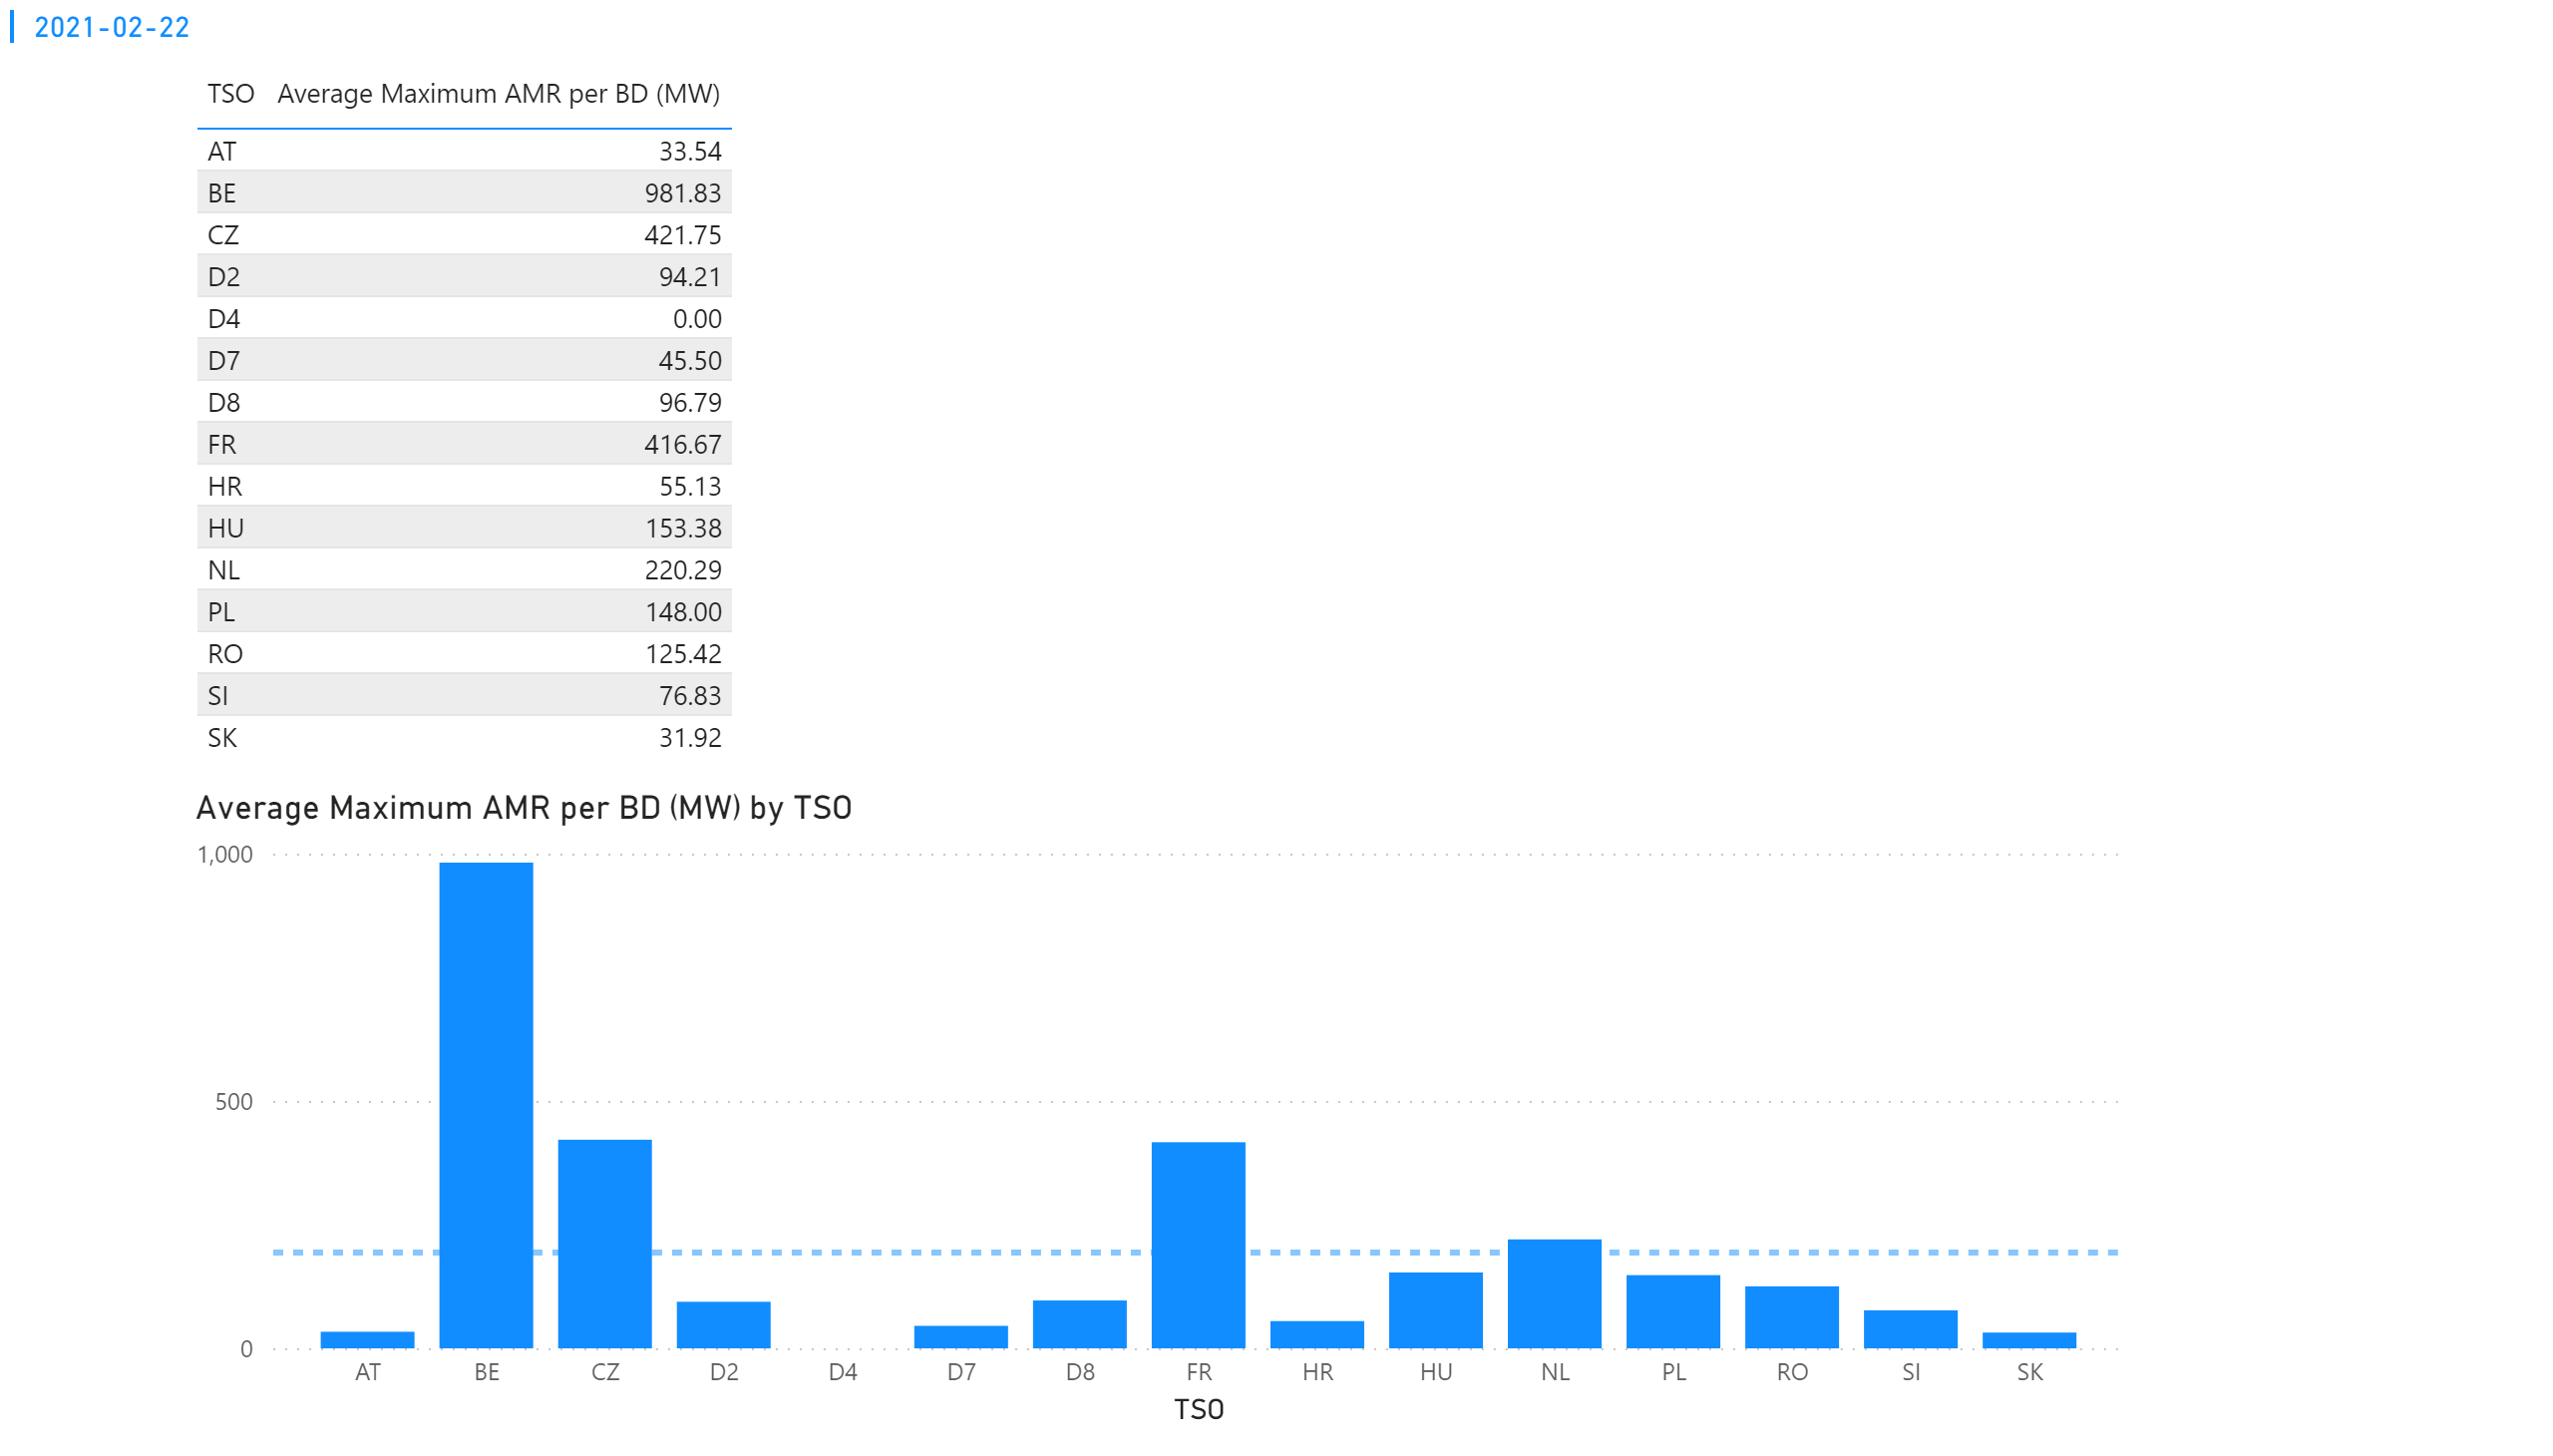 2021-02-22
TSO Average Maximum AMR per BD (MW)
AT 33.54
BE 981.83
CZ 421.75
D2 94.21
D4 0.00
D7 45.50
D8 96.79
FR 416.67
HR 55.13
HU 153.38
NL 220.29
PL 148.00
RO 125.42
SI 76.83
SK 31.92
Average Maximum AMR per BD (MW) by TSO
1,000
500
0
AT BE CZ D2 D4 D7 D8 FR HR HU NL PL RO SI SK
TSO